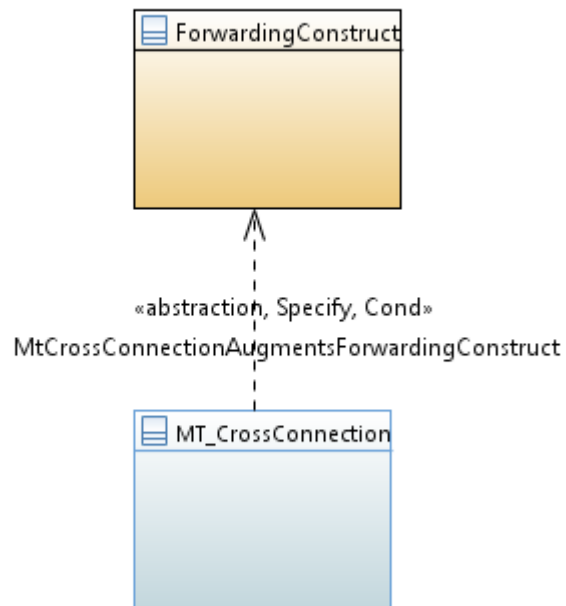 ForwardingConstruct
«abstraction, Specify, Cond»
MtCrossConnectionAugmentsForwardingConstruct
MT_CrossConnection